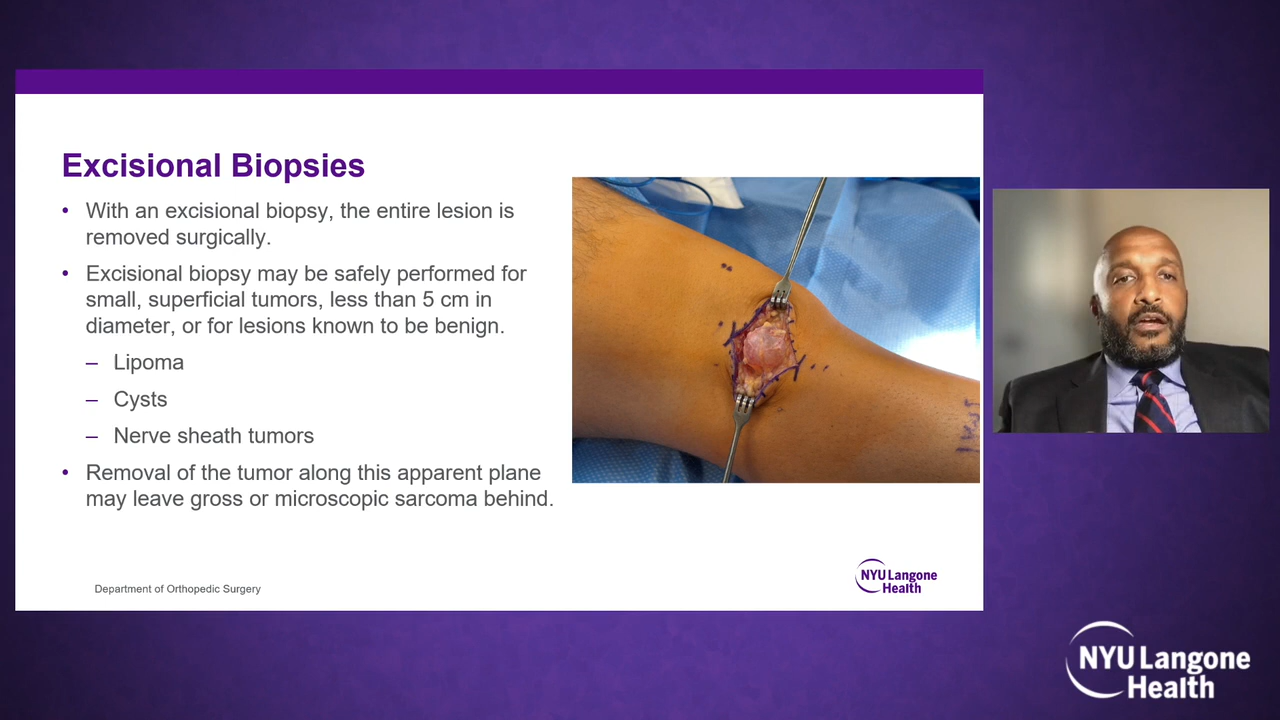 Excisional Biopsies
• With an excisional biopsy, the entire lesion is
removed surgically.
• Excisional biopsy may be safely performed for
small, superficial tumors, less than 5 cm in
diameter, or for lesions known to be benign.
– Lipoma
– Cysts
– Nerve sheath tumors
• Removal of the tumor along this apparent plane
may leave gross or microscopic sarcoma behind.
Department of Orthopedic Surgery
NYU Langone
Health
NYU Langone
Health